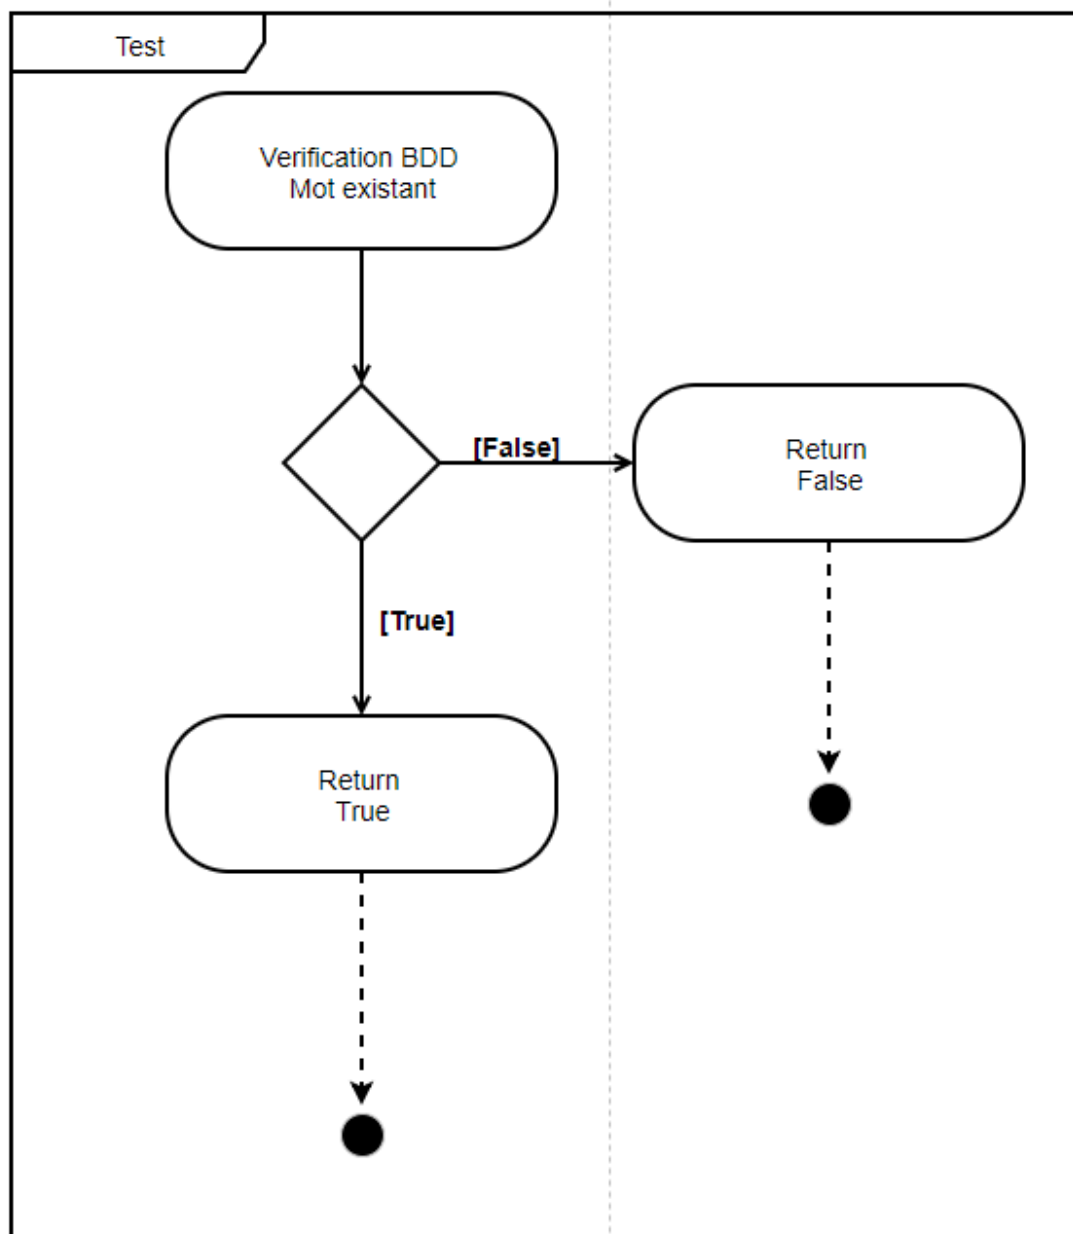 Test
Verification BDD
Mot existant
[False]
Return
False
[True]
Return
True